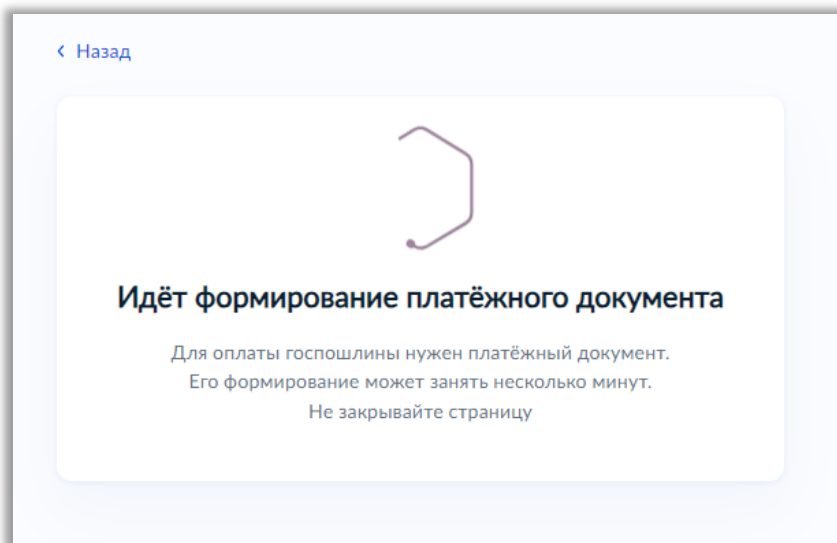 Назад
Идёт формирование платёжного документа
Для оплаты госпошлины нужен платёжный документ.
Его формирование может занять несколько минут.
Не закрывайте страницу